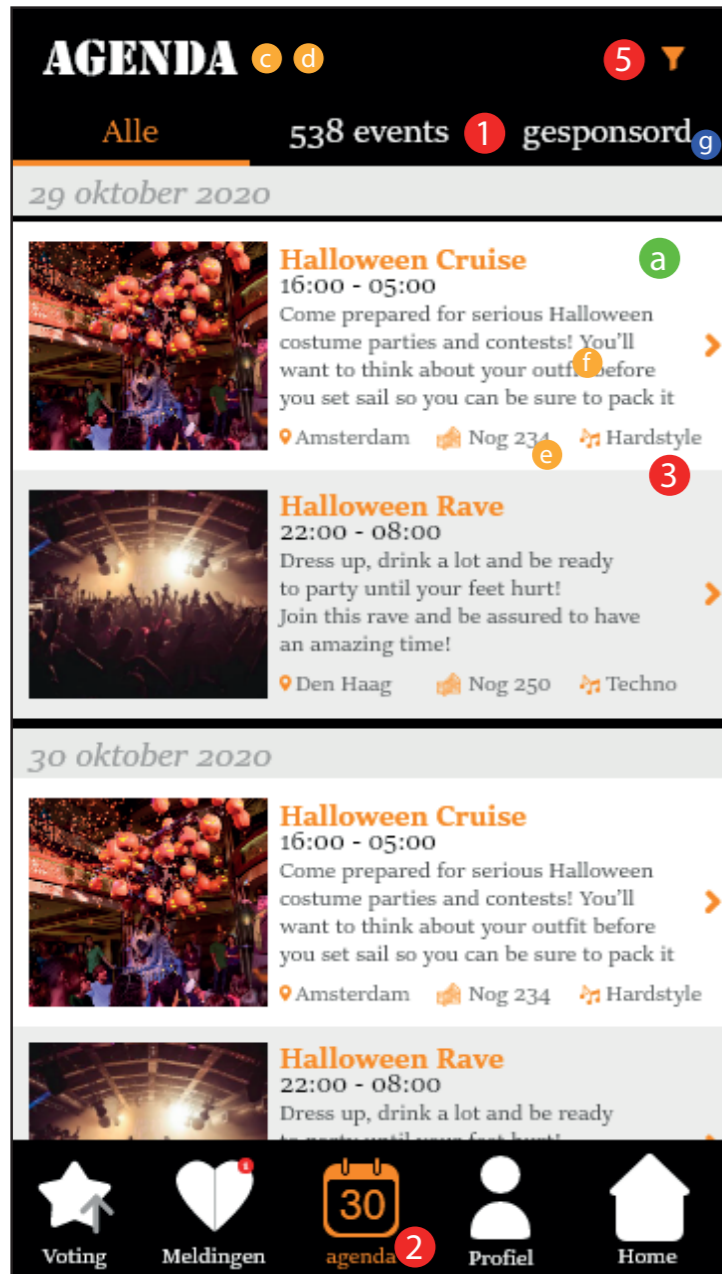 AGENDA c d 5
Alle 538 events 1 gesponsord g
29 oktober 2020
Halloween Cruise a
16:00 - 05:00
Come prepared for serious Halloween
costume parties and contests! You'll
want to think about your outfit before f
you set sail so you can be sure to pack it
Amsterdam Nog 234 e Hardstyle
3
Halloween Rave
22:00 - 08:00
Dress up, drink a lot and be ready
to party until your feet hurt!
Join this rave and be assured to have
an amazing time!
Den Haag Nog 250 Techno
30 oktober 2020
Halloween Cruise
16:00 - 05:00
Come prepared for serious Halloween
costume parties and contests! You'll
want to think about your outfit before
you set sail so you can be sure to pack it
Amsterdam Nog 234 Hardstyle
Halloween Rave
22:00 - 08:00
Dress up, drink a lot and be ready
to party until your feet hurt!
30
Voting Meldingen agenda 2 Profiel Home